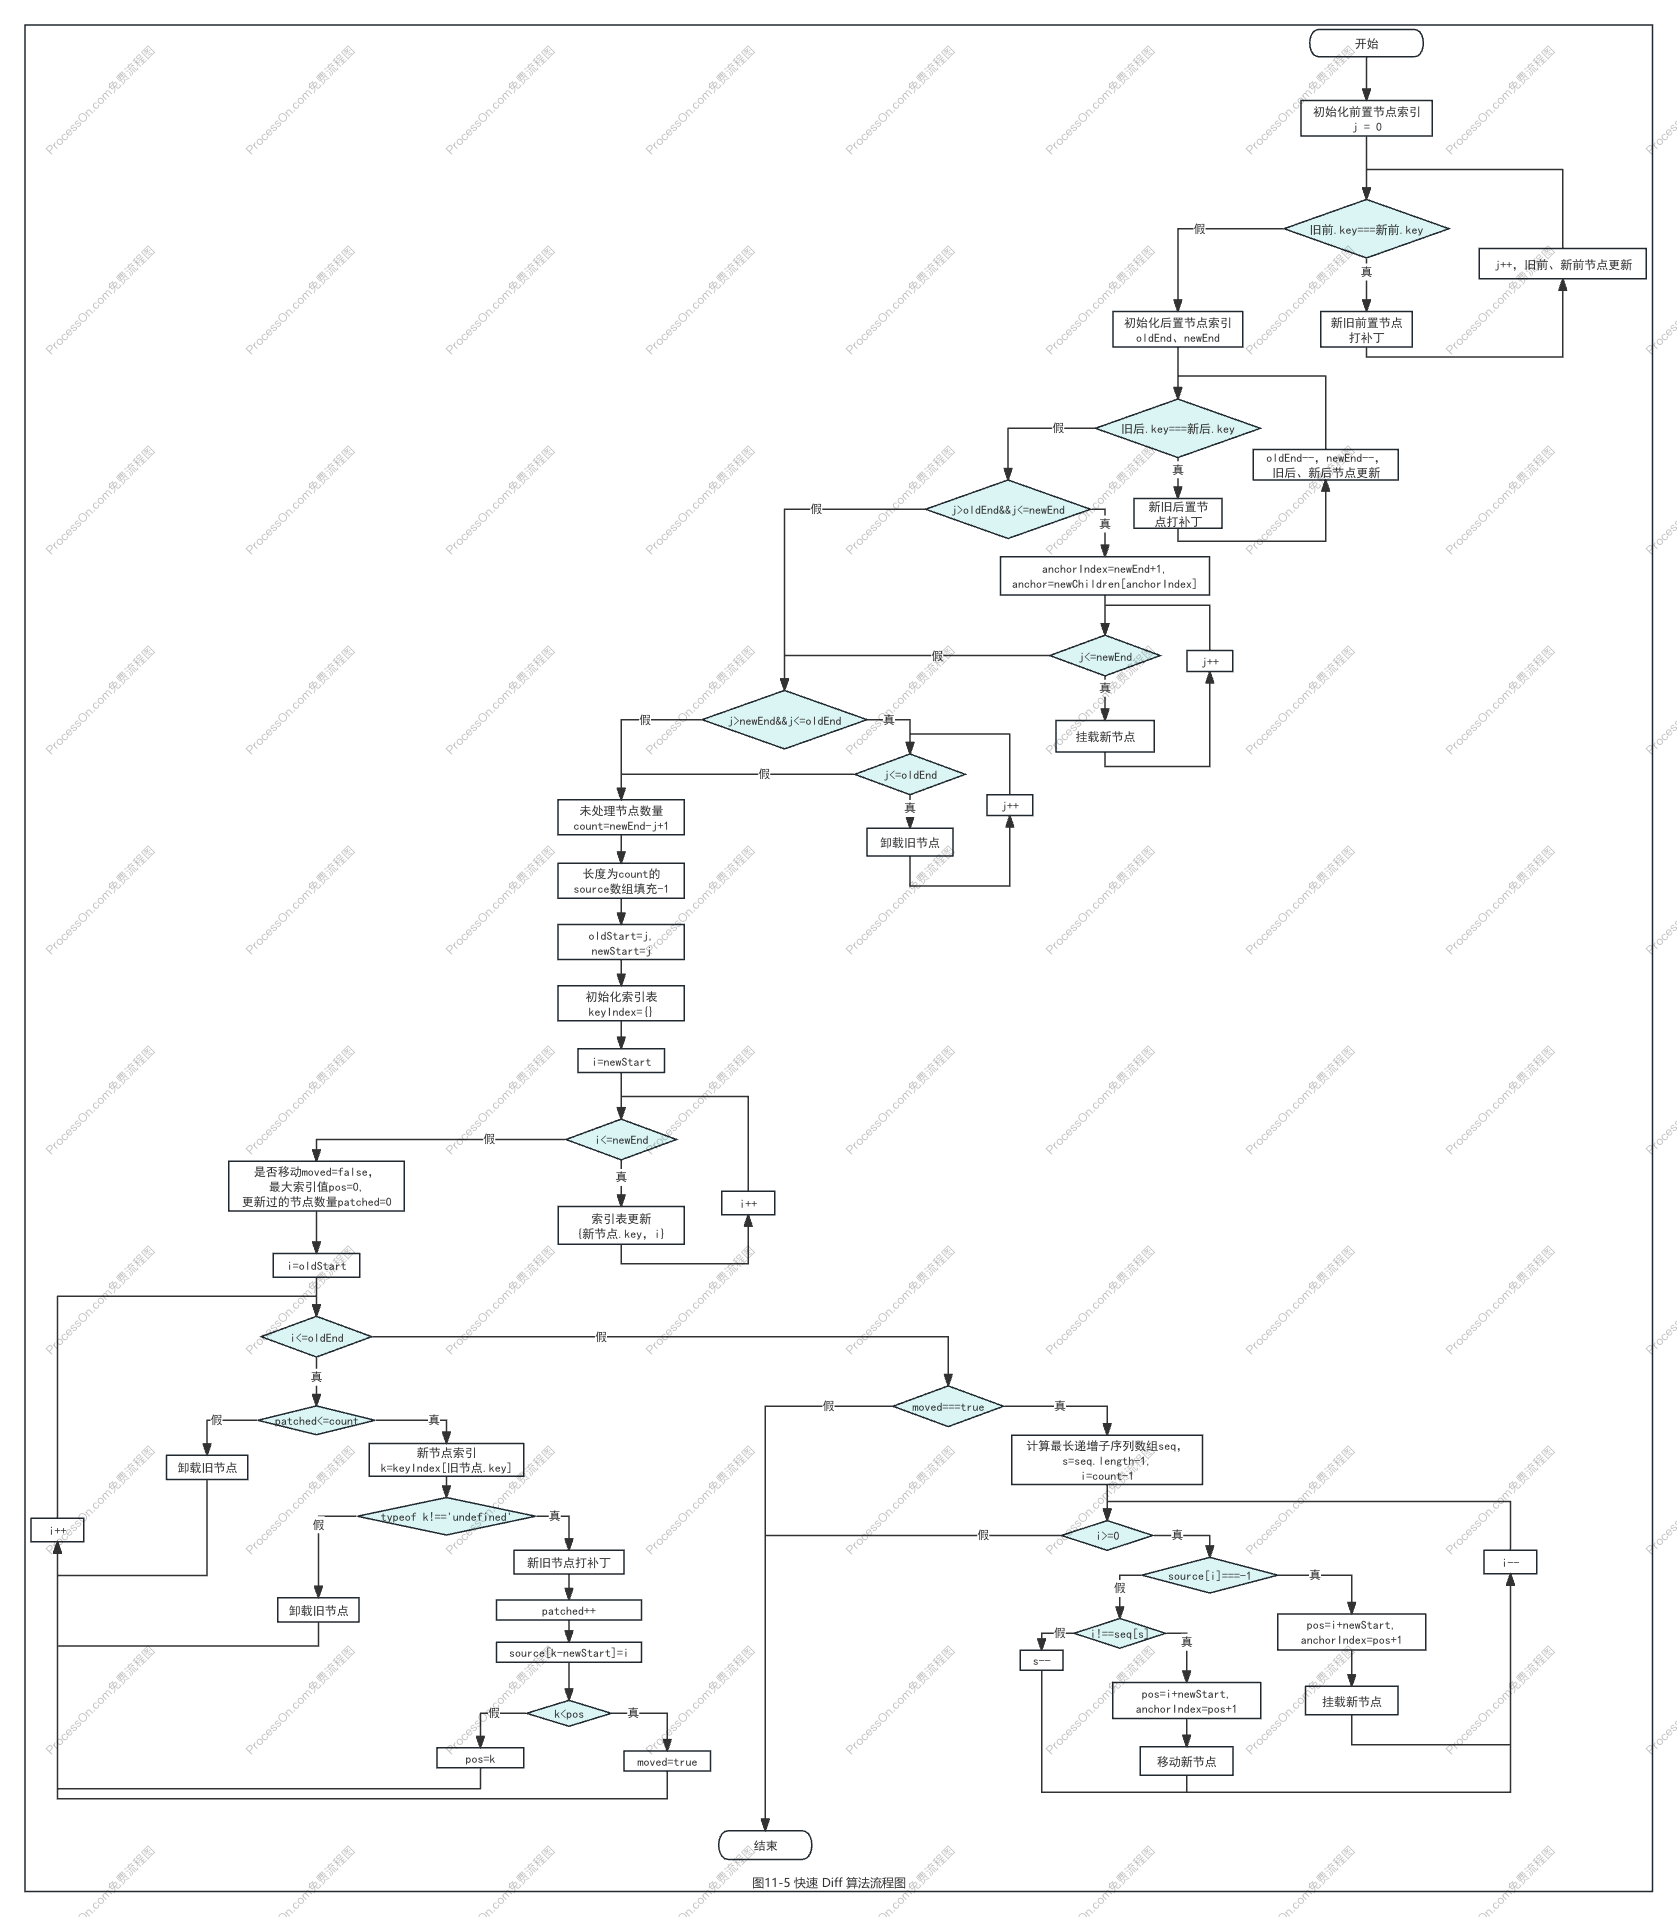 开始
初始化前置节点索引
j = 0
旧前.key===新前.key
假
真
j++，旧前、新前节点更新
新旧前置节点
打补丁
初始化后置节点索引
oldEnd、newEnd
旧后.key===新后.key
假
真
oldEnd--，newEnd--，
旧后、新后节点更新
新旧后置节
点打补丁
j>oldEnd&&j<=newEnd
假
真
anchorIndex=newEnd+1,
anchor=newChildren[anchorIndex]
j<=newEnd
假
真
j++
挂载新节点
j>newEnd&&j<=oldEnd
假
真
j<=oldEnd
假
真
j++
卸载旧节点
未处理节点数量
count=newEnd-j+1
长度为count的
source数组填充-1
oldStart=j,
newStart=j
初始化索引表
keyIndex={}
i=newStart
i<=newEnd
假
真
i++
索引表更新
{新节点.key, i}
是否移动moved=false,
最大索引值pos=0,
更新过的节点数量patched=0
i=oldStart
i<=oldEnd
假
真
patched<=count
假
真
卸载旧节点
新节点索引
k=keyIndex[旧节点.key]
typeof k!=='undefined'
假
真
i++
新旧节点打补丁
卸载旧节点
patched++
source[k-newStart]=i
k<pos
假
真
pos=k
moved=true
moved===true
假
真
计算最长递增子序列数组seq,
s=seq.length-1,
i=count-1
i>=0
假
真
i--
source[i]===-1
假
真
i!==seq[s]
假
真
s--
pos=i+newStart,
anchorIndex=pos+1
挂载新节点
pos=i+newStart,
anchorIndex=pos+1
移动新节点
结束
图11-5 快速 Diff 算法流程图
ProcessOn.com免费流程图